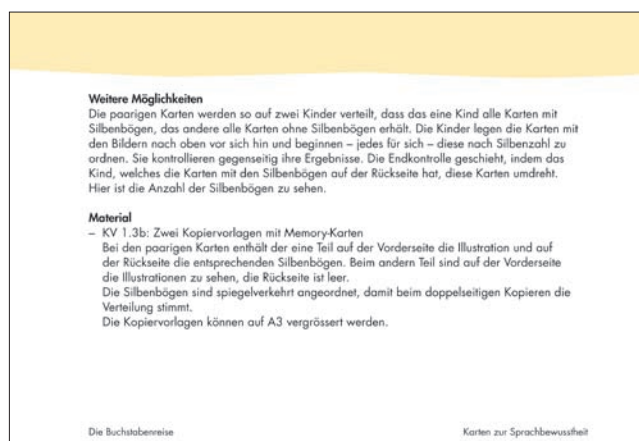 Weitere Möglichkeiten
Die paarigen Karten werden so auf zwei Kinder verteilt, dass das eine Kind alle Karten mit
Silbenbögen, das andere alle Karten ohne Silbenbögen erhält. Die Kinder legen die Karten mit
den Bildern nach oben vor sich hin und beginnen – jedes für sich – diese nach Silbenzahl zu
ordnen. Sie kontrollieren gegenseitig ihre Ergebnisse. Die Endkontrolle geschieht, indem das
Kind, welches die Karten mit den Silbenbögen auf der Rückseite hat, diese Karten umdreht.
Hier ist die Anzahl der Silbenbögen zu sehen.
Material
– KV 1.3b: Zwei Kopiervorlagen mit Memory-Karten
Bei den paarigen Karten enthält der eine Teil auf der Vorderseite die Illustration und auf
der Rückseite die entsprechenden Silbenbögen. Beim andern Teil sind auf der Vorderseite
die Illustrationen zu sehen, die Rückseite ist leer.
Die Silbenbögen sind spiegelverkehrt angeordnet, damit beim doppelseitigen Kopieren die
Verteilung stimmt.
Die Kopiervorlagen können auf A3 vergrössert werden.
Die Buchstabenreise
Karten zur Sprachbewusstheit